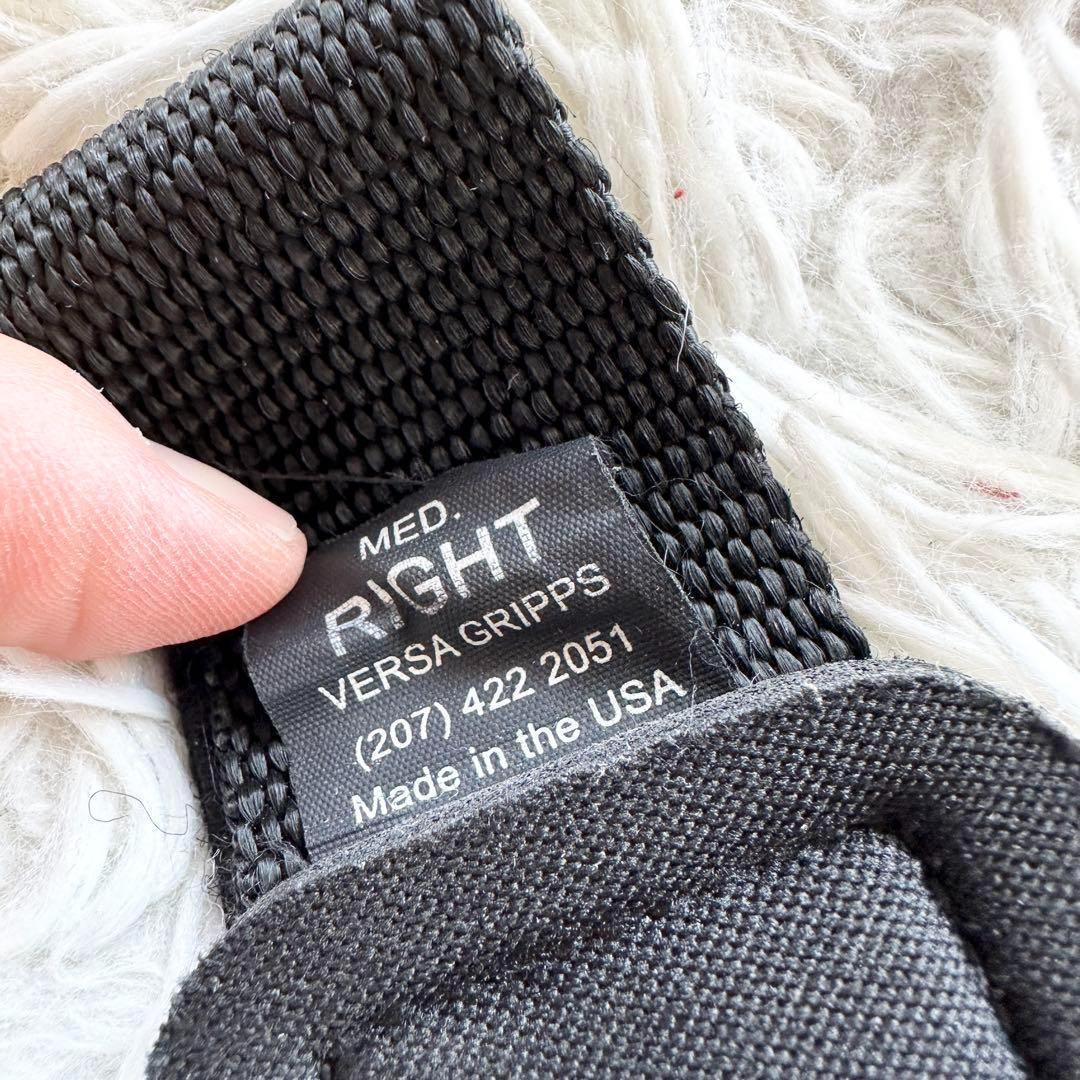 MED.
RIGHT
VERSA GRIPPS
(207) 422 2051
Made in the USA